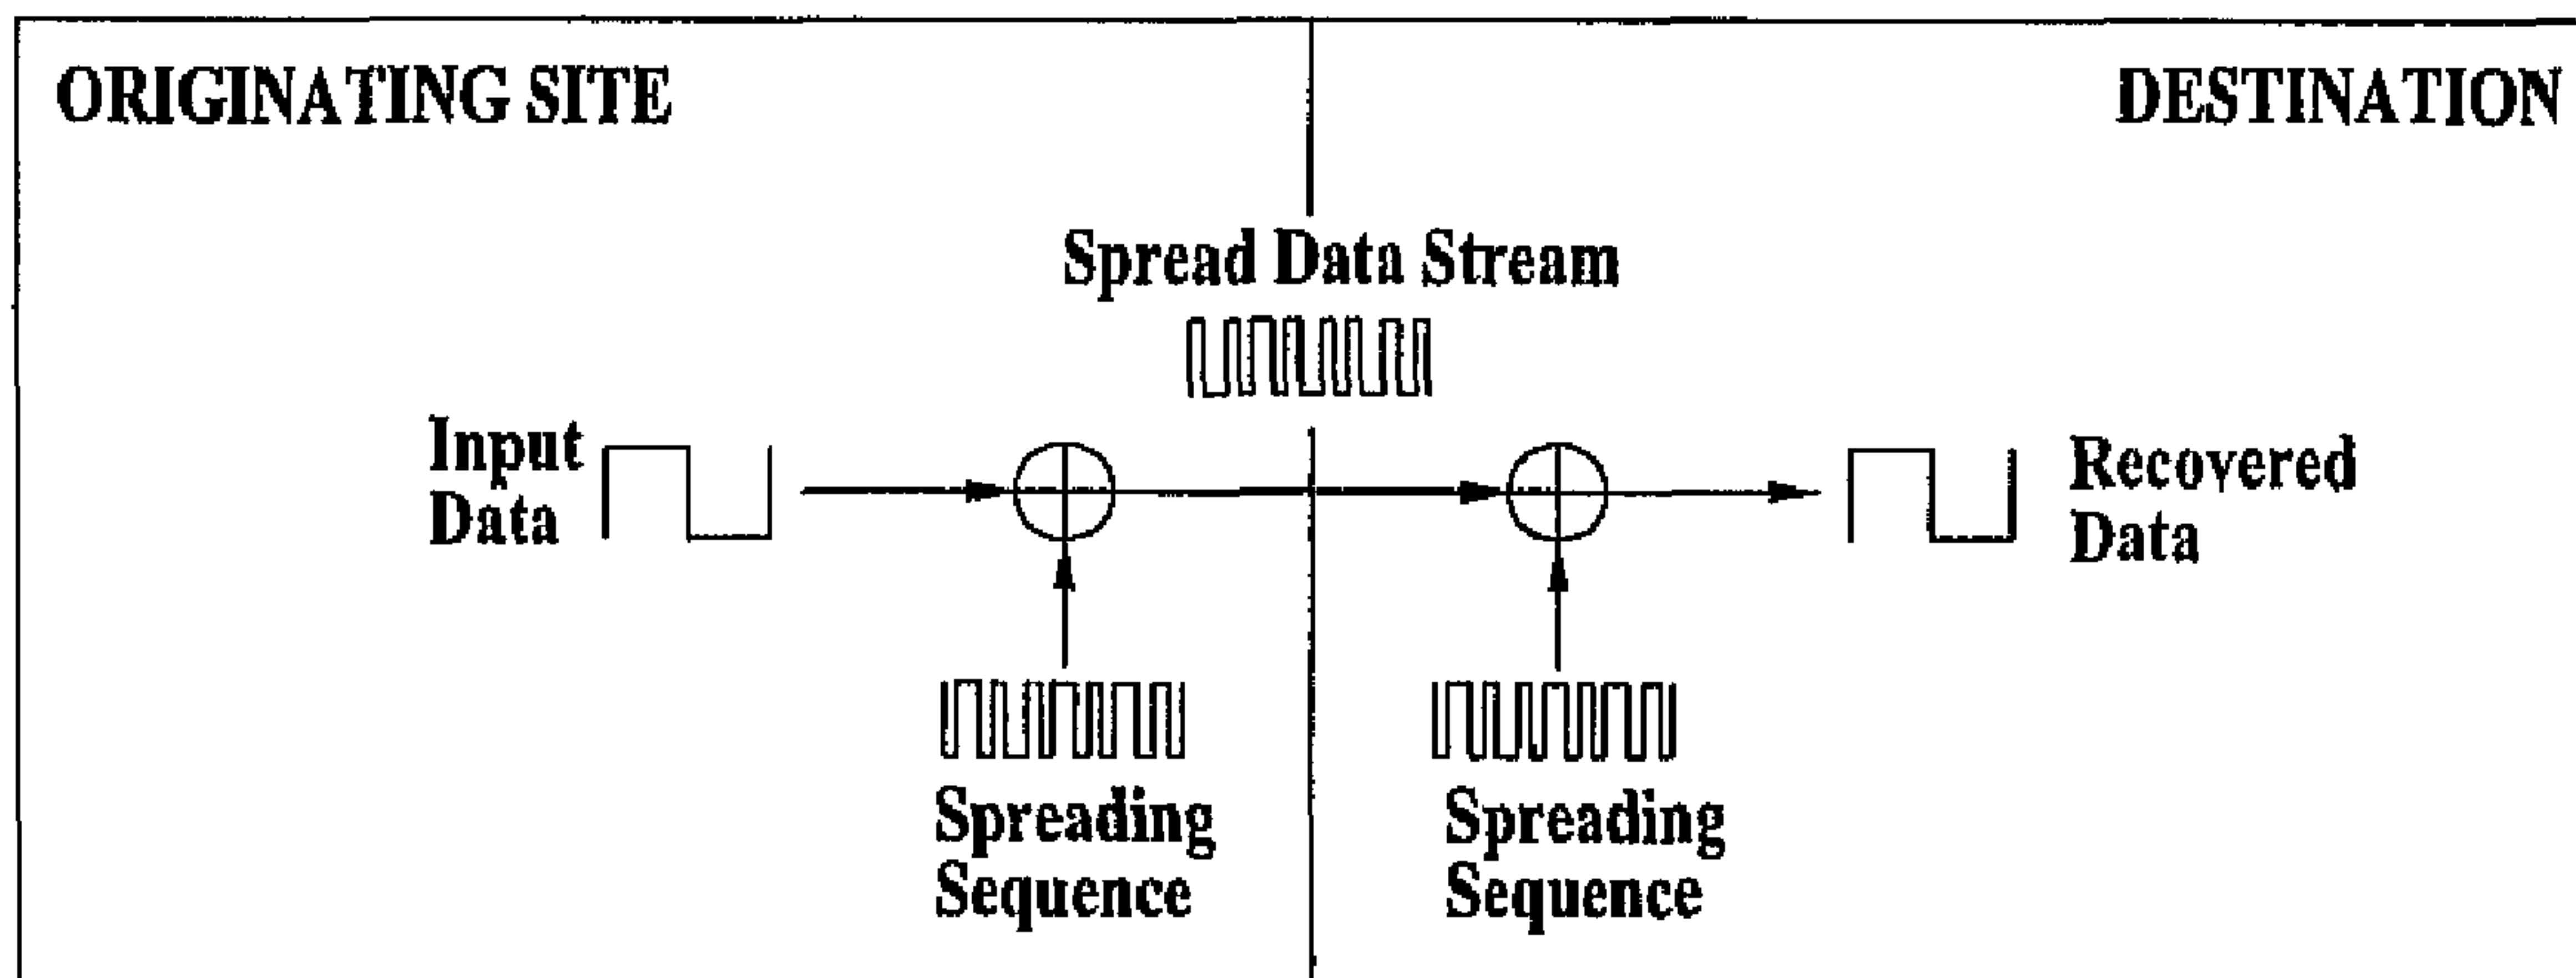 ORIGINATING SITE
DESTINATION
Spread Data Stream
Input
Data
Recovered
Data
Spreading
Sequence
Spreading
Sequence